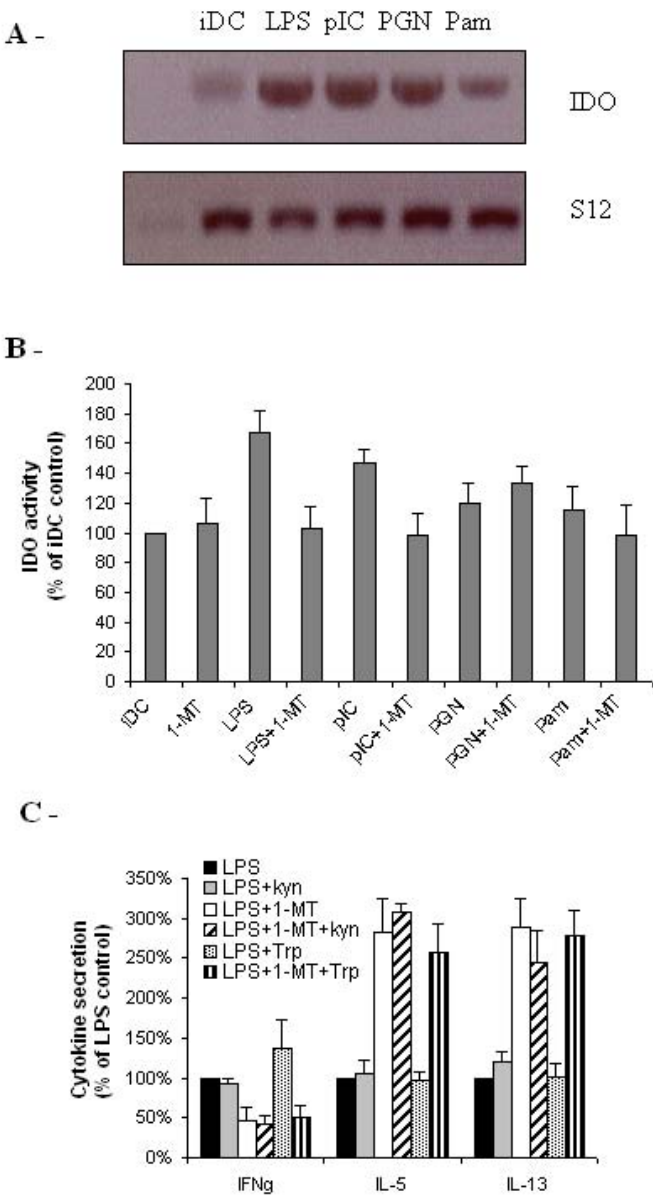 A -
iDC LPS pIC PGN Pam
IDO
S12
B -
IDO activity
(% of iDC control)
200
180
160
140
120
100
80
60
40
20
0
iDC
1-MT
LPS
LPS+1-MT
pIC
pIC+1-MT
PGN
PGN+1-MT
Pam
Pam+1-MT
C -
Cytokine secretion
(% of LPS control)
350%
300%
250%
200%
150%
100%
50%
0%
LPS
LPS+kyn
LPS+1-MT
LPS+1-MT+kyn
LPS+Trp
LPS+1-MT+Trp
IFNg
IL-5
IL-13